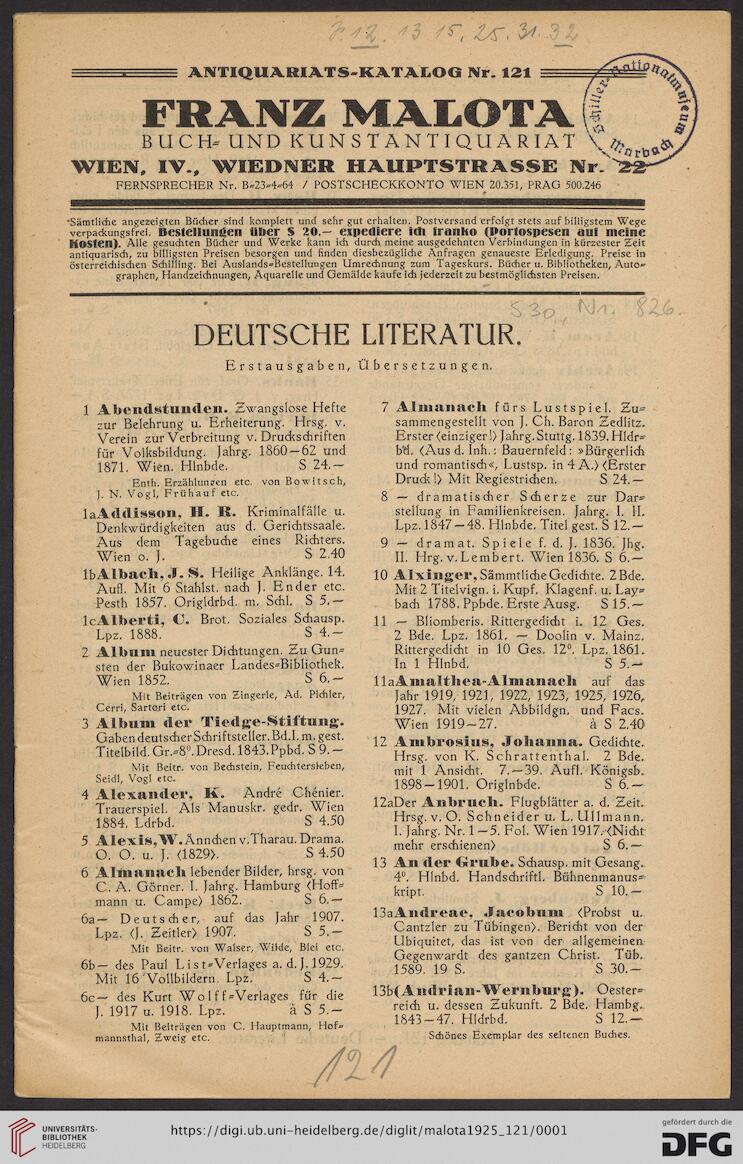 F 12. 13 15, 25, 31. 32
ANTIQUARIATS-KATALOG Nr. 121
Schiller-Nationalmuseum Marbach
FRANZ MALOTA
BUCH- UND KUNSTANTIQUARIAT
WIEN, IV., WIEDNER HAUPTSTRASSE Nr. 22
FERNSPRECHER Nr. B-23-4-64 / POSTSCHECKKONTO WIEN 20.351, PRAG 500.246
Sämtliche angezeigten Bücher sind komplett und sehr gut erhalten. Postversand erfolgt stets auf billigstem Wege
verpackungsfrei. Bestellungen über S 20.— expediere ich franko (Portospesen auf meine
Kosten). Alle gesuchten Bücher und Werke kann ich durch meine ausgedehnten Verbindungen in kürzester Zeit
antiquarisch, zu billigsten Preisen besorgen und finden diesbezügliche Anfragen genaueste Erledigung. Preise in
österreichischen Schilling. Bei Auslands-Bestellungen Umrechnung zum Tageskurs. Bücher u. Bibliotheken, Auto-
graphen, Handzeichnungen, Aquarelle und Gemälde kaufe ich jederzeit zu bestmöglichsten Preisen.
S 30., Nr. 826.
DEUTSCHE LITERATUR.
Erstausgaben, Übersetzungen.
1 Abendstunden. Zwangslose Hefte
zur Belehrung u. Erheiterung. Hrsg. v.
Verein zur Verbreitung v. Druckschriften
für Volksbildung. Jahrg. 1860—62 und
1871. Wien. Hlnbde. S 24.—
Enth. Erzählungen etc. von Bowitsch,
J. N. Vogl, Frühauf etc.
1a Addisson, H. R. Kriminalfälle u.
Denkwürdigkeiten aus d. Gerichtssaale.
Aus dem Tagebuche eines Richters.
Wien o. J. S 2.40
1b Albach, J. S. Heilige Anklänge. 14.
Aufl. Mit 6 Stahlst. nach J. Ender etc.
Pesth 1857. Origldrbd. m. Schl. S 5.—
1c Alberti, C. Brot. Soziales Schausp.
Lpz. 1888. S 4.—
2 Album neuester Dichtungen. Zu Gun-
sten der Bukowinaer Landes-Bibliothek.
Wien 1852. S 6.—
Mit Beiträgen von Zingerle, Ad. Pichler,
Cerri, Sartori etc.
3 Album der Tiedge-Stiftung.
Gaben deutscher Schriftsteller. Bd. I. m. gest.
Titelbild. Gr.-8°. Dresd. 1843. Ppbd. S 9.—
Mit Beitr. von Bechstein, Feuchtersleben,
Seidl, Vogl etc.
4 Alexander, K. André Chénier.
Trauerspiel. Als Manuskr. gedr. Wien
1884. Ldrbd. S 4.50
5 Alexis, W. Ännchen v. Tharau. Drama.
O. O. u. J. (1829). S 4.50
6 Almanach lebender Bilder, hrsg. von
C. A. Görner. I. Jahrg. Hamburg (Hoff-
mann u. Campe) 1862. S 6.—
6a — Deutscher, auf das Jahr 1907.
Lpz. (J. Zeitler) 1907. S 5.—
Mit Beitr. von Walser, Wilde, Blei etc.
6b — des Paul List-Verlages a. d. J. 1929.
Mit 16 Vollbildern. Lpz. S 4.—
6c — des Kurt Wolff-Verlages für die
J. 1917 u. 1918. Lpz. à S 5.—
Mit Beiträgen von C. Hauptmann, Hof-
mannsthal, Zweig etc.
7 Almanach fürs Lustspiel. Zu-
sammengestellt von J. Ch. Baron Zedlitz.
Erster (einziger!) Jahrg. Stuttg. 1839. Hldr-
bd. (Aus d. Inh.: Bauernfeld: »Bürgerlich
und romantisch«, Lustsp. in 4 A.) (Erster
Druck!) Mit Regiestrichen. S 24.—
8 — dramatischer Scherze zur Dar-
stellung in Familienkreisen. Jahrg. I. II.
Lpz. 1847—48. Hlnbde. Titel gest. S 12.—
9 — dramat. Spiele f. d. J. 1836. Jhg.
II. Hrg. v. Lembert. Wien 1836. S 6.—
10 Alxinger, Sämmtliche Gedichte. 2 Bde.
Mit 2 Titelvign. i. Kupf. Klagenf. u. Lay-
bach 1788. Ppbde. Erste Ausg. S 15.—
11 — Bliomberis. Rittergedicht i. 12 Ges.
2 Bde. Lpz. 1861. — Doolin v. Mainz.
Rittergedicht in 10 Ges. 12°. Lpz. 1861.
In 1 Hlnbd. S 5.—
11a Amalthea-Almanach auf das
Jahr 1919, 1921, 1922, 1923, 1925, 1926,
1927. Mit vielen Abbildgn. und Facs.
Wien 1919—27. à S 2.40
12 Ambrosius, Johanna. Gedichte.
Hrsg. von K. Schrattenthal. 2 Bde.
mit 1 Ansicht. 7.—39. Aufl. Königsb.
1898—1901. Origlnbde. S 6.—
12a Der Anbruch. Flugblätter a. d. Zeit.
Hrsg. v. O. Schneider u. L. Ullmann.
I. Jahrg. Nr. 1—5. Fol. Wien 1917. (Nicht
mehr erschienen) S 6.—
13 An der Grube. Schausp. mit Gesang.
4°. Hlnbd. Handschriftl. Bühnenmanus-
kript. S 10.—
13a Andreae, Jacobum (Probst u.
Cantzler zu Tübingen). Bericht von der
Ubiquitet, das ist von der allgemeinen
Gegenwardt des gantzen Christ. Tüb.
1589. 19 S. S 30.—
13b (Andrian-Wernburg). Oester-
reich u. dessen Zukunft. 2 Bde. Hambg.
1843—47. Hldrbd. S 12.—
Schönes Exemplar des seltenen Buches.
121
UNIVERSITÄTS-
BIBLIOTHEK
HEIDELBERG
https://digi.ub.uni-heidelberg.de/diglit/malota1925_121/0001
gefördert durch die
DFG